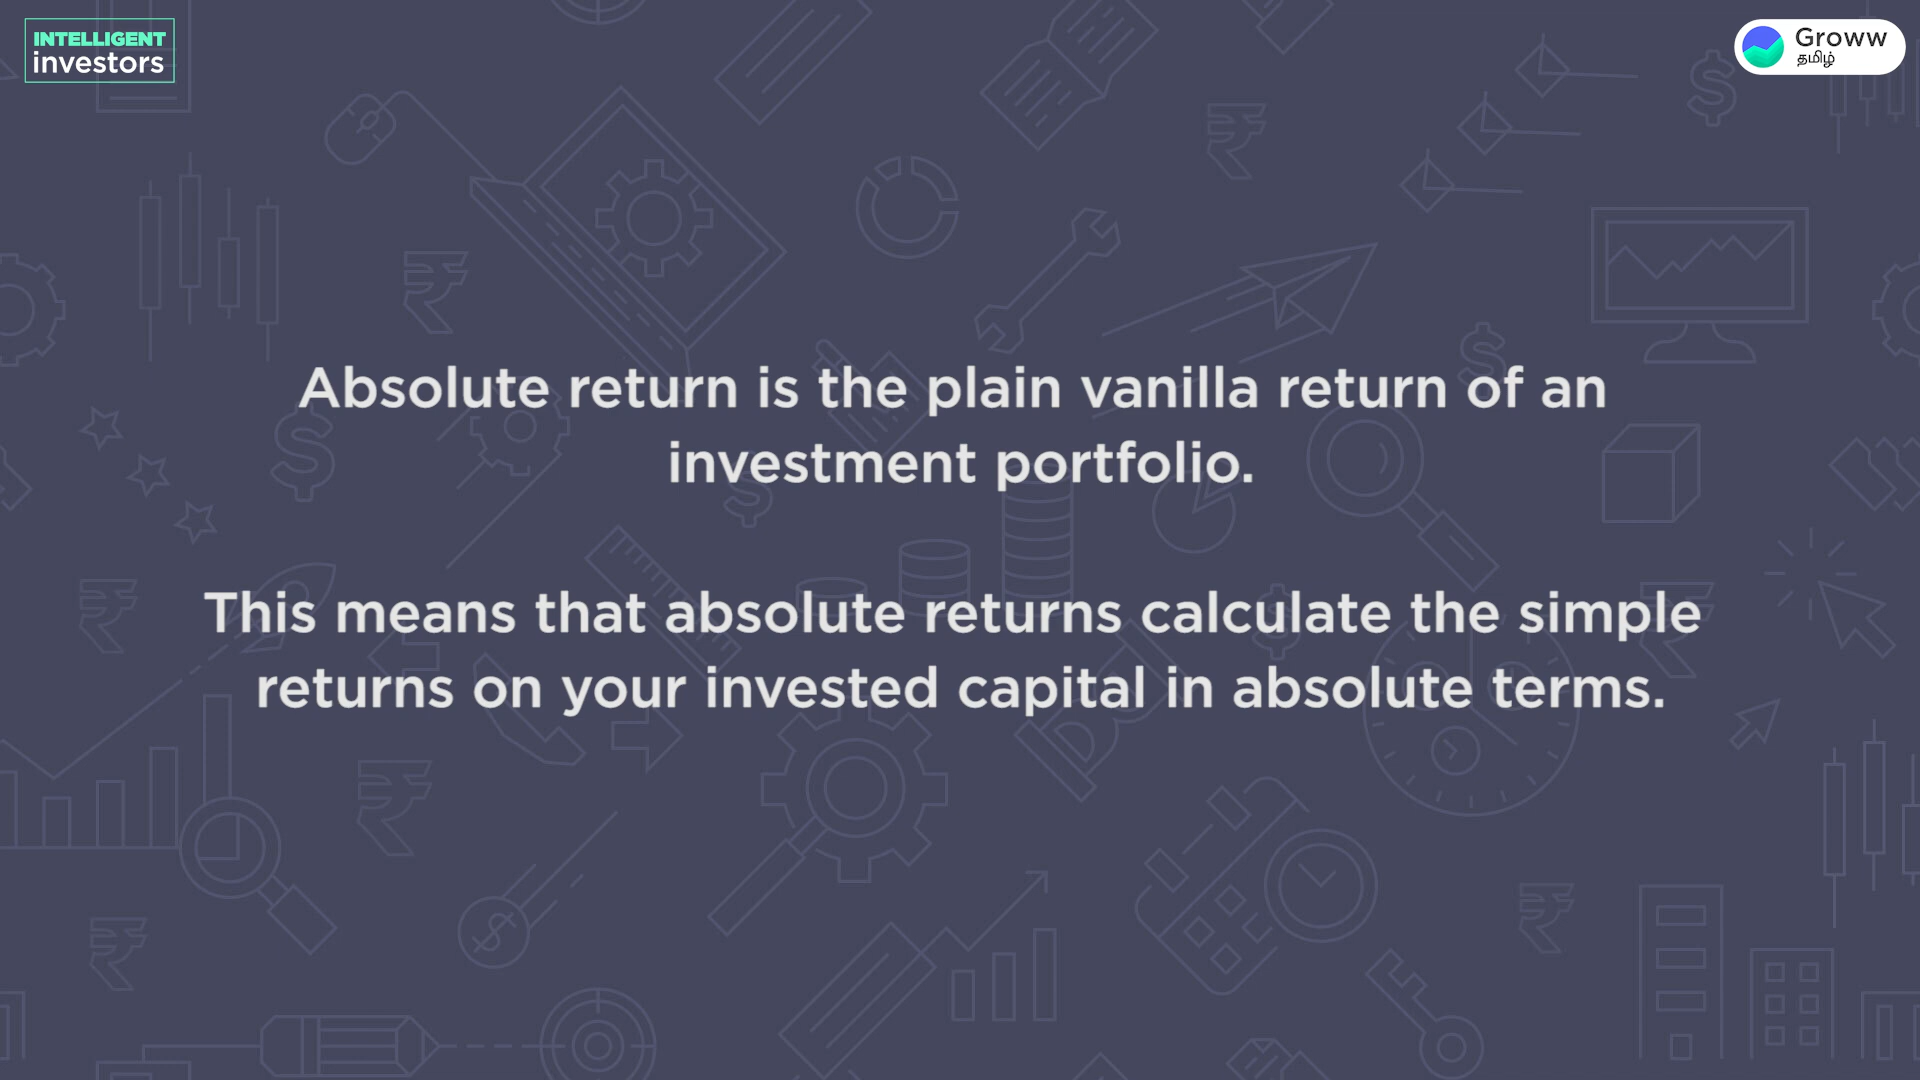 INTELLIGENT
investors
Groww
தமிழ்
Absolute return is the plain vanilla return of an
investment portfolio.
This means that absolute returns calculate the simple
returns on your invested capital in absolute terms.